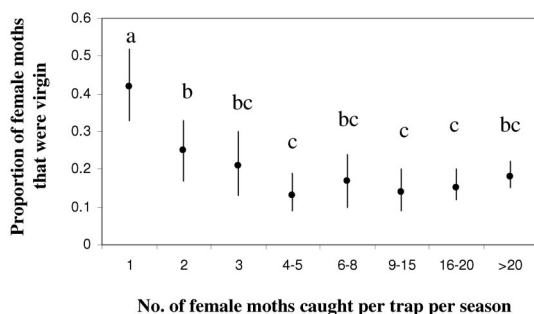 Proportion of female moths
that were virgin
0.6
0.5
0.4
0.3
0.2
0.1
0
a
b
bc
c
bc
c
c
bc
1
2
3
4-5
6-8
9-15
16-20
>20
No. of female moths caught per trap per season